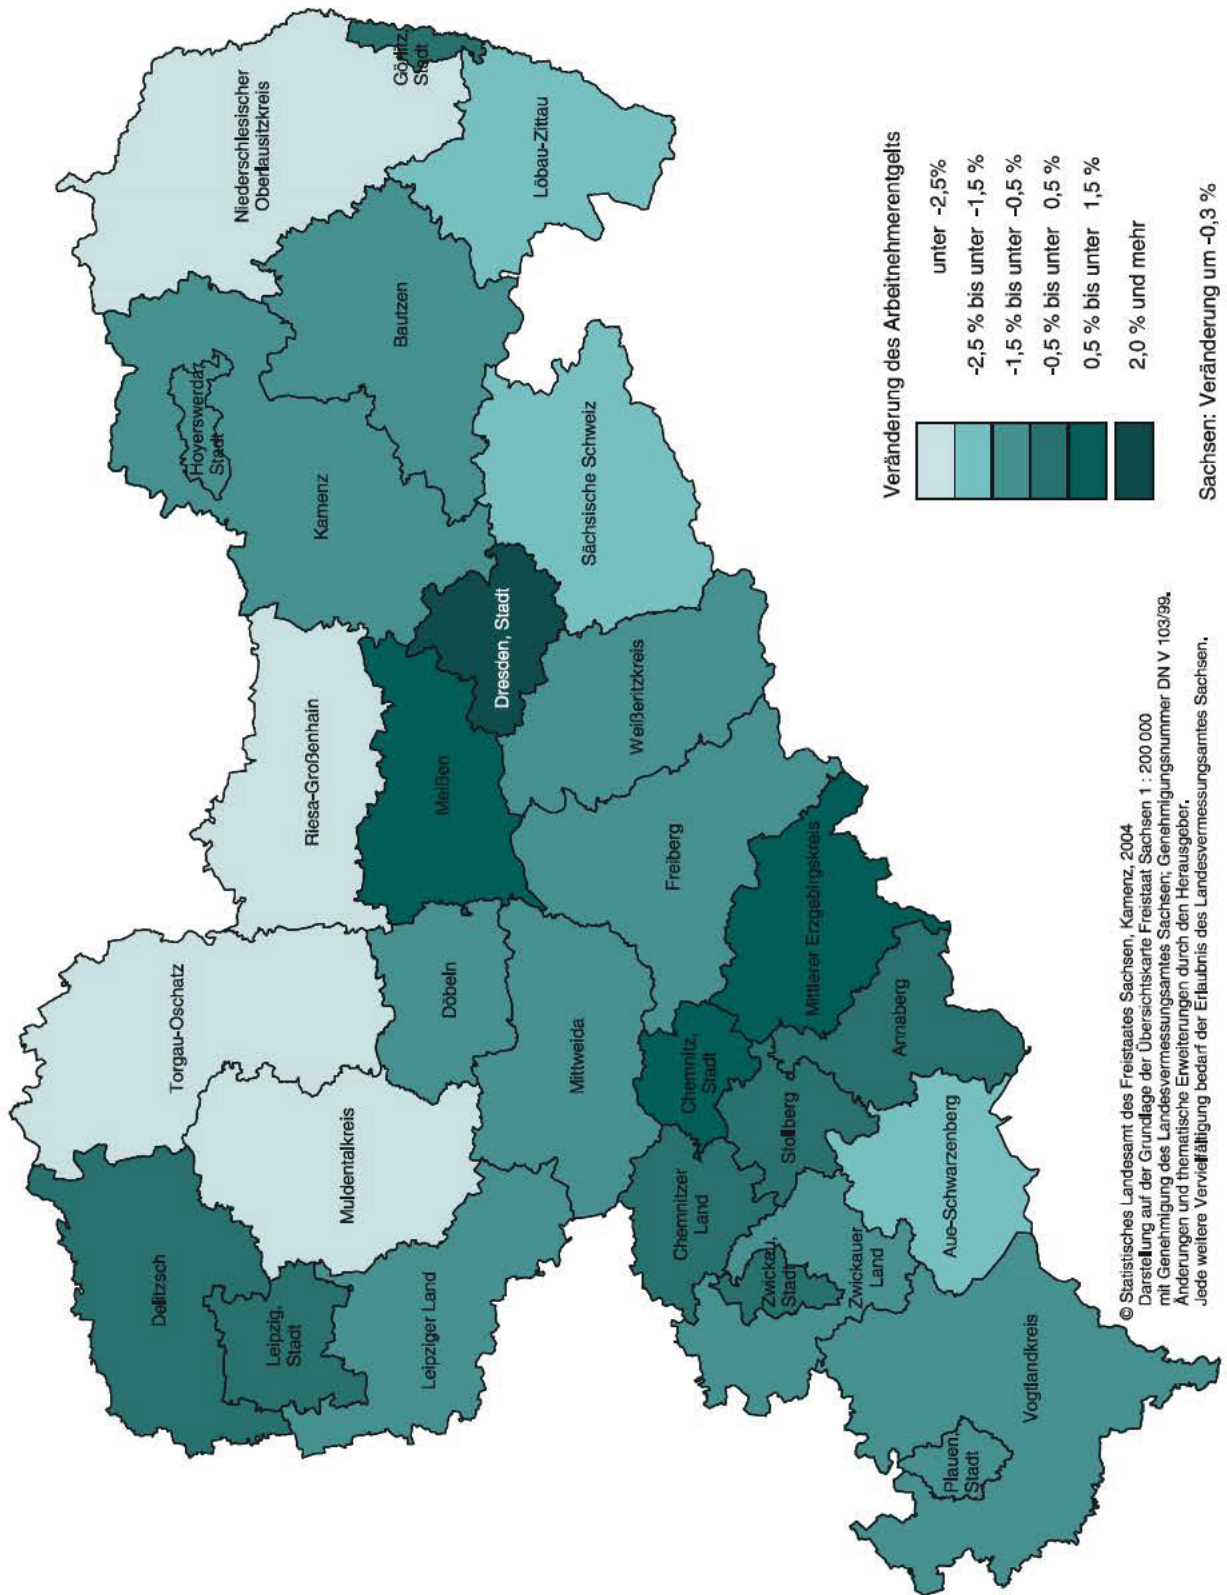 Niederschlesischer
Oberlausitzkreis
Görlitz,
Stadt
Löbau-Zittau
Bautzen
Hoyerswerda,
Stadt
Kamenz
Sächsische Schweiz
Dresden, Stadt
Weißeritzkreis
Riesa-Großenhain
Meißen
Freiberg
Mittlerer Erzgebirgskreis
Torgau-Oschatz
Döbeln
Mittweida
Chemnitz,
Stadt
Annaberg
Stollberg
Muldentalkreis
Chemnitzer
Land
Aue-Schwarzenberg
Delitzsch
Leipzig,
Stadt
Leipziger Land
Zwickau,
Stadt
Zwickauer
Land
Vogtlandkreis
Plauen,
Stadt
Veränderung des Arbeitnehmerentgelts
unter -2,5%
-2,5 % bis unter -1,5 %
-1,5 % bis unter -0,5 %
-0,5 % bis unter 0,5 %
0,5 % bis unter 1,5 %
2,0 % und mehr
Sachsen: Veränderung um -0,3 %
© Statistisches Landesamt des Freistaates Sachsen, Kamenz, 2004
Darstellung auf der Grundlage der Übersichtskarte Freistaat Sachsen 1 : 200 000
mit Genehmigung des Landesvermessungsamtes Sachsen; Genehmigungsnummer DN V 103/99.
Änderungen und thematische Erweiterungen durch den Herausgeber.
Jede weitere Vervielfältigung bedarf der Erlaubnis des Landesvermessungsamtes Sachsen.